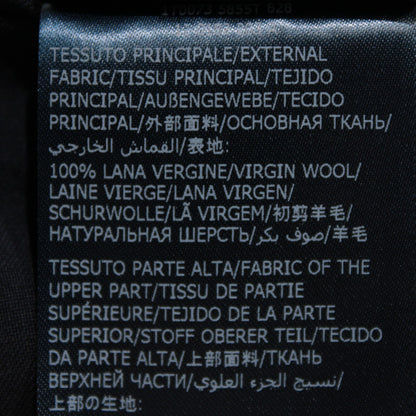 170073 5855T 828
TESSUTO PRINCIPALE/EXTERNAL
FABRIC/TISSU PRINCIPAL/TEJIDO
PRINCIPAL/AUßENGEWEBE/TECIDO
PRINCIPAL/外部面料/ОСНОВНАЯ ТКАНЬ/
القماش الخارجي/表地:
100% LANA VERGINE/VIRGIN WOOL/
LAINE VIERGE/LANA VIRGEN/
SCHURWOLLE/LÃ VIRGEM/初剪羊毛/
НАТУРАЛЬНАЯ ШЕРСТЬ/صوف بكر/羊毛
TESSUTO PARTE ALTA/FABRIC OF THE
UPPER PART/TISSU DE PARTIE
SUPÉRIEURE/TEJIDO DE LA PARTE
SUPERIOR/STOFF OBERER TEIL/TECIDO
DA PARTE ALTA/上部面料/ТКАНЬ
ВЕРХНЕЙ ЧАСТИ/نسيج الجزء العلوي/
上部の生地: